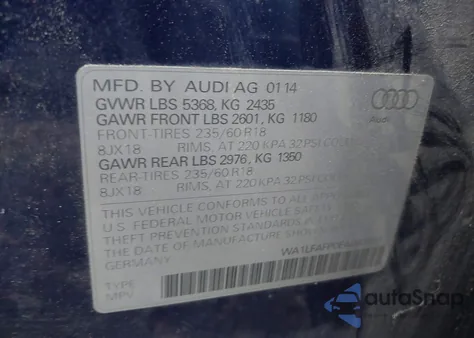 MFD. BY AUDI AG 01 14
GVWR LBS 5368, KG 2435
GAWR FRONT LBS 2601, KG 1180
FRONT-TIRES 235/60 R18
8JX18 RIMS, AT 220 KPA 32 PSI COLD
GAWR REAR LBS 2976, KG 1350
REAR-TIRES 235/60 R18
8JX18 RIMS, AT 220 KPA 32 PSI COLD
Audi
THIS VEHICLE CONFORMS TO ALL
U.S. FEDERAL MOTOR VEHICLE SAFETY
THEFT PREVENTION STANDARDS IN
THE DATE OF MANUFACTURE
GERMANY
TYPE
MPV
autoSnap